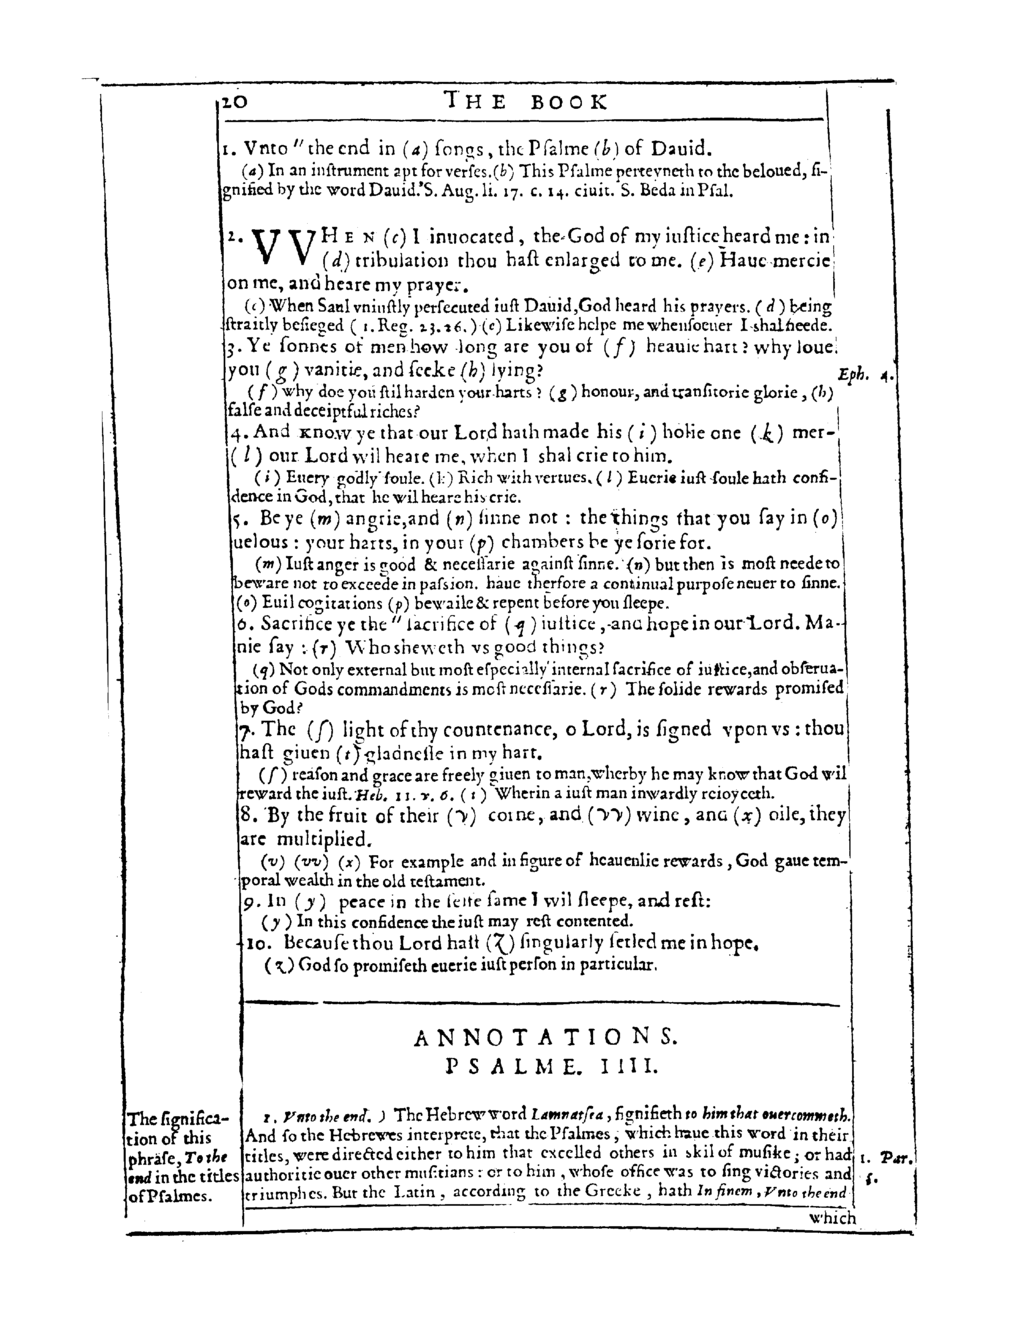 20 THE BOOK
1. Vnto " the end in (a) songs, the Psalme (b) of Dauid.
(a) In an instrument apt for verses. (b) This Psalme perteyneth to the beloued, si-
gnified by the word Dauid. S. Aug. li. 17. c. 14. ciuit. S. Beda in Psal.
2. VVHEN (c) I inuocated, the God of my iustice heard me: in
(d) tribulation thou hast enlarged to me. (e) Haue mercie
on me, and heare my prayer.
(c) When Saul vniustly persecuted iust Dauid, God heard his prayers. (d) being
straitly besieged (1. Reg. 23. 26.) (e) Likewise helpe me whensoeuer I shal neede.
3. Ye sonnes of men how long are you of (f) heauie hart? why loue
you (g) vanitie, and seeke (h) lying?
Eph. 4.
(f) why doe you stil harden your harts? (g) honour, and transitorie glorie, (h)
false and deceiptful riches?
4. And know ye that our Lord hath made his (i) holie one (k) mer-
(l) our Lord wil heare me, when I shal crie to him.
(i) Euery godly soule. (k) Rich with vertues. (l) Euerie iust soule hath confi-
dence in God, that he wil heare his crie.
5. Be ye (m) angrie, and (n) sinne not: the things that you say in (o)
uelous: your harts, in your (p) chambers be ye sorie for.
(m) Iust anger is good & necessarie against sinne. (n) but then is most neede to
beware not to exceede in passion. haue therfore a continual purpose neuer to sinne.
(o) Euil cogitations (p) bewaile & repent before you sleepe.
6. Sacrifice ye the " sacrifice of (q) iustice, and hope in our Lord. Ma-
nie say: (r) Who sheweth vs good things?
(q) Not only external but most especially internal sacrifice of iustice, and obserua-
tion of Gods commandments is most necessarie. (r) The solide rewards promised
by God?
7. The (s) light of thy countenance, o Lord, is signed vpon vs: thou
hast giuen (t) gladnesse in my hart.
(s) reason and grace are freely giuen to man, wherby he may know that God wil
reward the iust. Heb. 11. v. 6. (t) Wherin a iust man inwardly reioyceth.
8. By the fruit of their (v) corne, and (vv) wine, and (x) oile, they
are multiplied.
(v) (vv) (x) For example and in figure of heauenlie rewards, God gaue tem-
poral wealth in the old testament.
9. In (y) peace in the selfe same I wil sleepe, and rest:
(y) In this confidence the iust may rest contented.
10. Because thou Lord hast (z) singularly setled me in hope.
(z) God so promiseth euerie iust person in particular.
ANNOTATIONS.
PSALME. IIII.
The significa-
tion of this
phrase, To the
end in the titles
of Psalmes.
1. Vnto the end.) The Hebrew word Lamnatsea, signifieth to him that ouercommeth.
And so the Hebrewes interprete, that the Psalmes, which haue this word in their
titles, were directed either to him that excelled others in skil of musike; or had
authoritie ouer other musitians: or to him, whose office was to sing victories and
triumphes. But the Latin, according to the Greeke, hath In finem, Vnto the end
1. Par.
5.
which